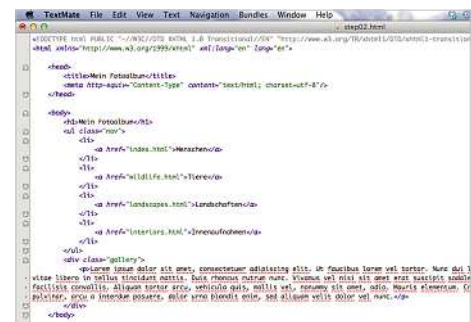 TextMate File Edit View Text Navigation Bundles Window Help
step02.html
<!DOCTYPE html PUBLIC "-//W3C//DTD XHTML 1.0 Transitional//EN" "http://www.w3.org/TR/xhtml1/DTD/xhtml1-transition
<html xmlns="http://www.w3.org/1999/xhtml" xml:lang="en" lang="en">
<head>
<title>Mein Fotoalbum</title>
<meta http-equiv="Content-Type" content="text/html; charset=utf-8"/>
</head>
<body>
<h1>Mein Fotoalbum</h1>
<ul class="nav">
<li>
<a href="index.html">Menschen</a>
</li>
<li>
<a href="wildlife.html">Tiere</a>
</li>
<li>
<a href="landscapes.html">Landschaften</a>
</li>
<li>
<a href="interiors.html">Innenaufnahmen</a>
</li>
</ul>
<div class="gallery">
<p>Lorem ipsum dolor sit amet, consectetuer adipiscing elit. Ut faucibus lorem vel tortor. Nunc dui
vitae libero in tellus tincidunt mattis. Duis rhoncus rutrum nunc. Vivamus vel nisi sit amet erat suscipit
facilisis convallis. Aliquam tortor arcu, vehicula quis, mollis vel, nonummy sit amet, odio. Mauris elementum.
pulvinar, arcu a interdum posuere, dolor urna blandit enim, sed aliquam velit dolor vel nunc.</p>
</div>
</body>